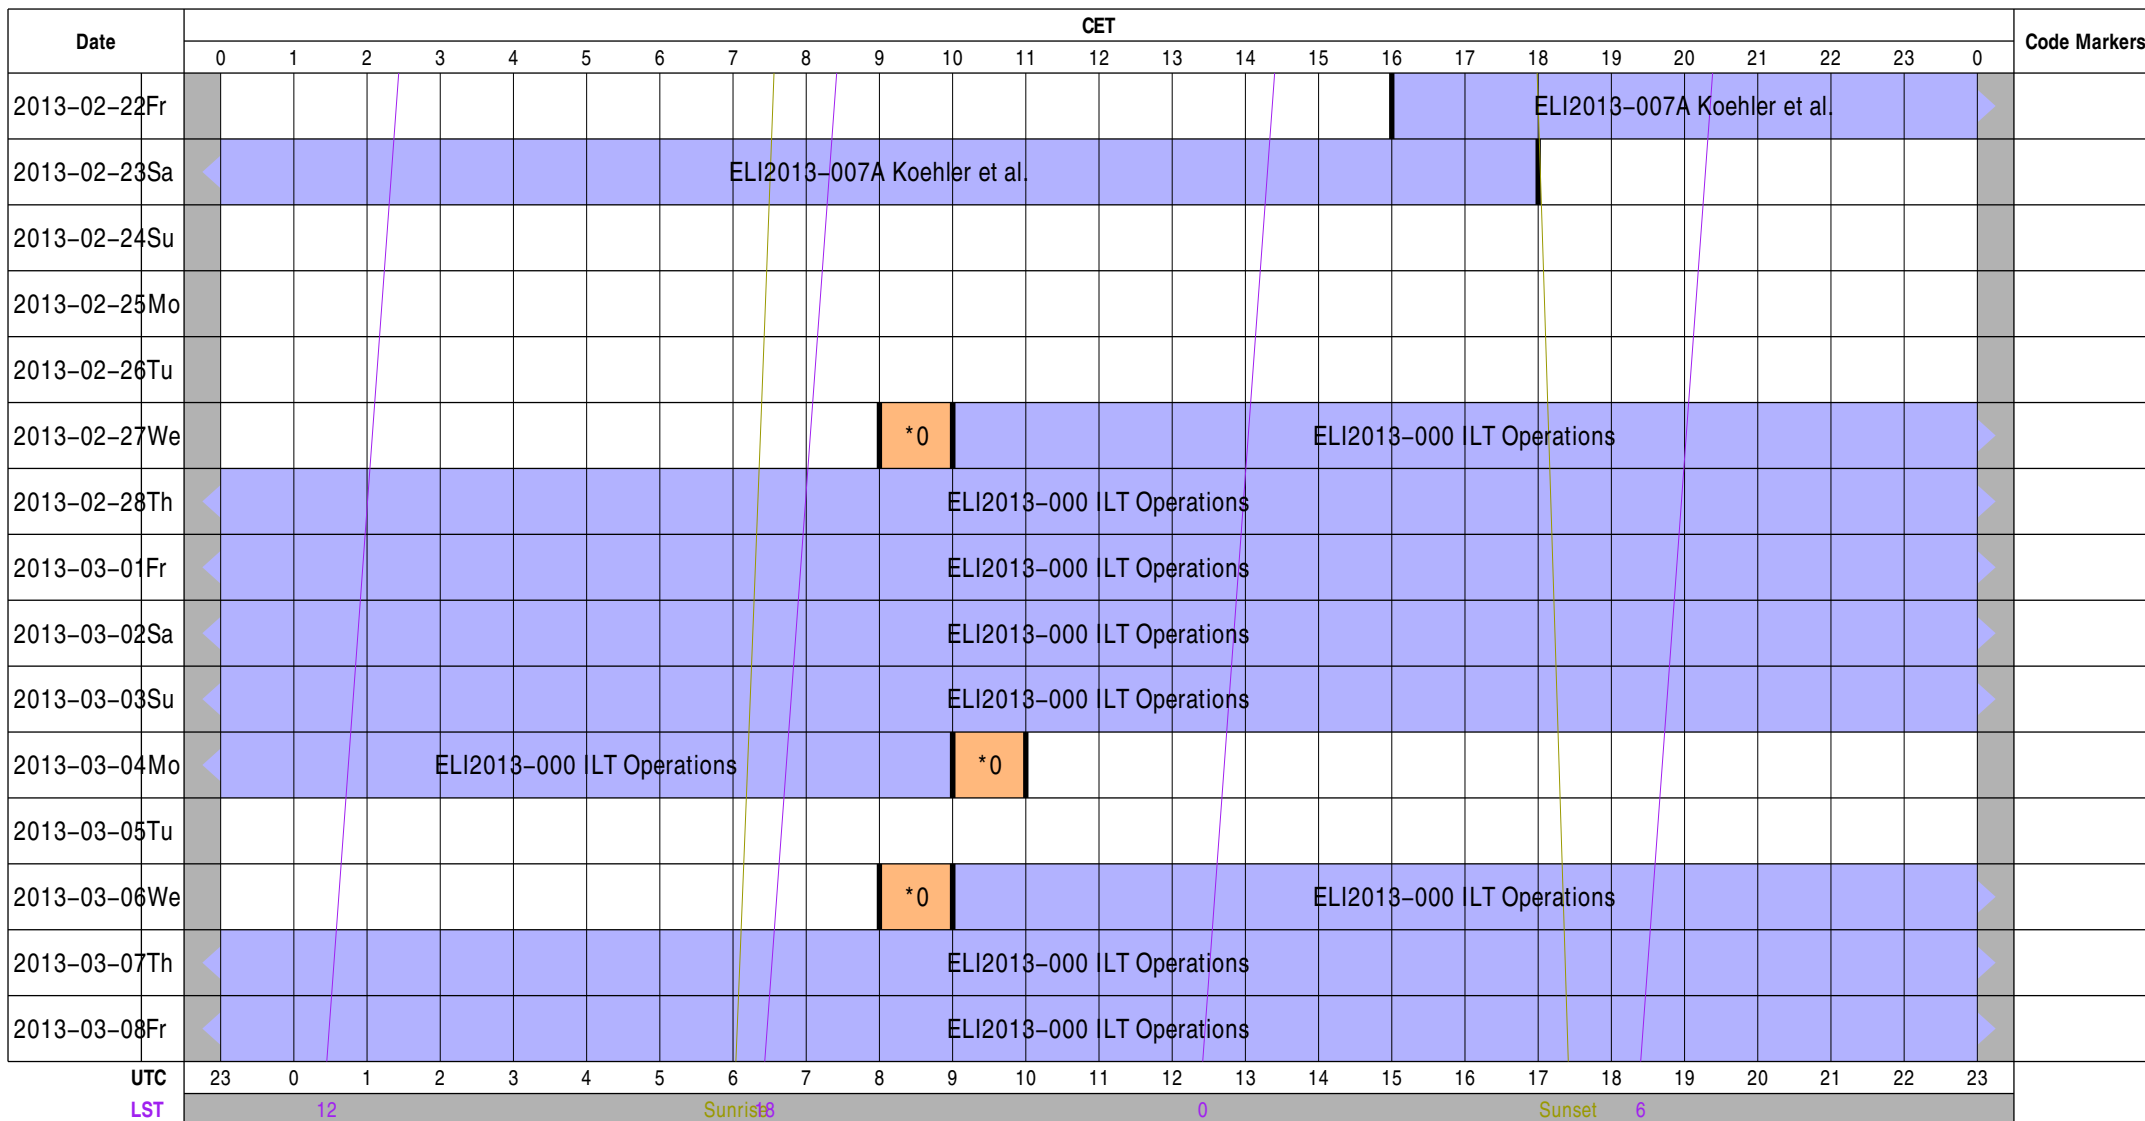 Date CET Code Markers
0 1 2 3 4 5 6 7 8 9 10 11 12 13 14 15 16 17 18 19 20 21 22 23 0
2013-02-22Fr ELI2013-007A Koehler et al.
2013-02-23Sa ELI2013-007A Koehler et al.
2013-02-24Su
2013-02-25Mo
2013-02-26Tu
2013-02-27We *0 ELI2013-000 ILT Operations
2013-02-28Th ELI2013-000 ILT Operations
2013-03-01Fr ELI2013-000 ILT Operations
2013-03-02Sa ELI2013-000 ILT Operations
2013-03-03Su ELI2013-000 ILT Operations
2013-03-04Mo ELI2013-000 ILT Operations *0
2013-03-05Tu
2013-03-06We *0 ELI2013-000 ILT Operations
2013-03-07Th ELI2013-000 ILT Operations
2013-03-08Fr ELI2013-000 ILT Operations
UTC 23 0 1 2 3 4 5 6 7 8 9 10 11 12 13 14 15 16 17 18 19 20 21 22 23
LST 12 Sunrise 18 0 Sunset 6